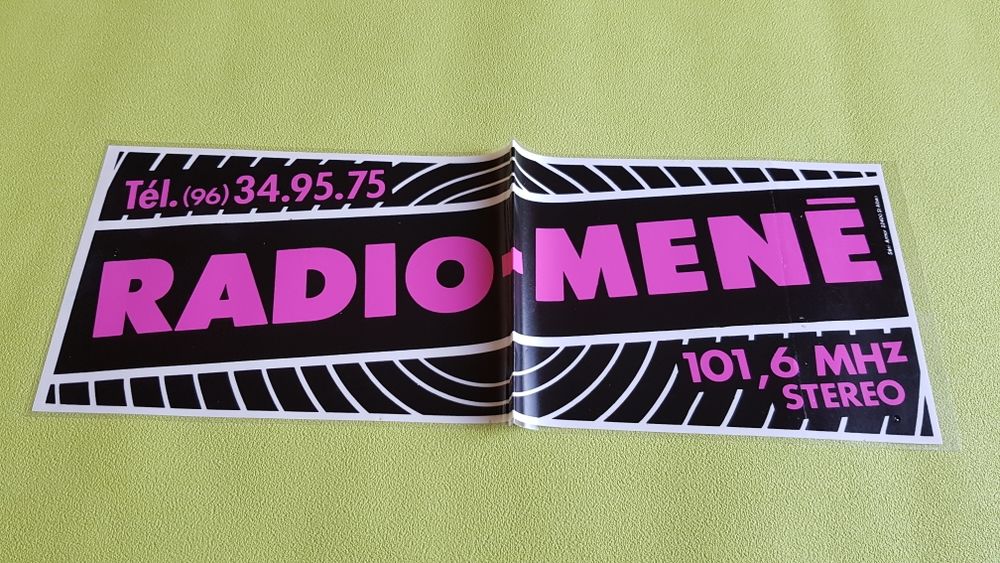 Tél. (96) 34.95.75
RADIO-MENĒ
101,6 MHz
STEREO